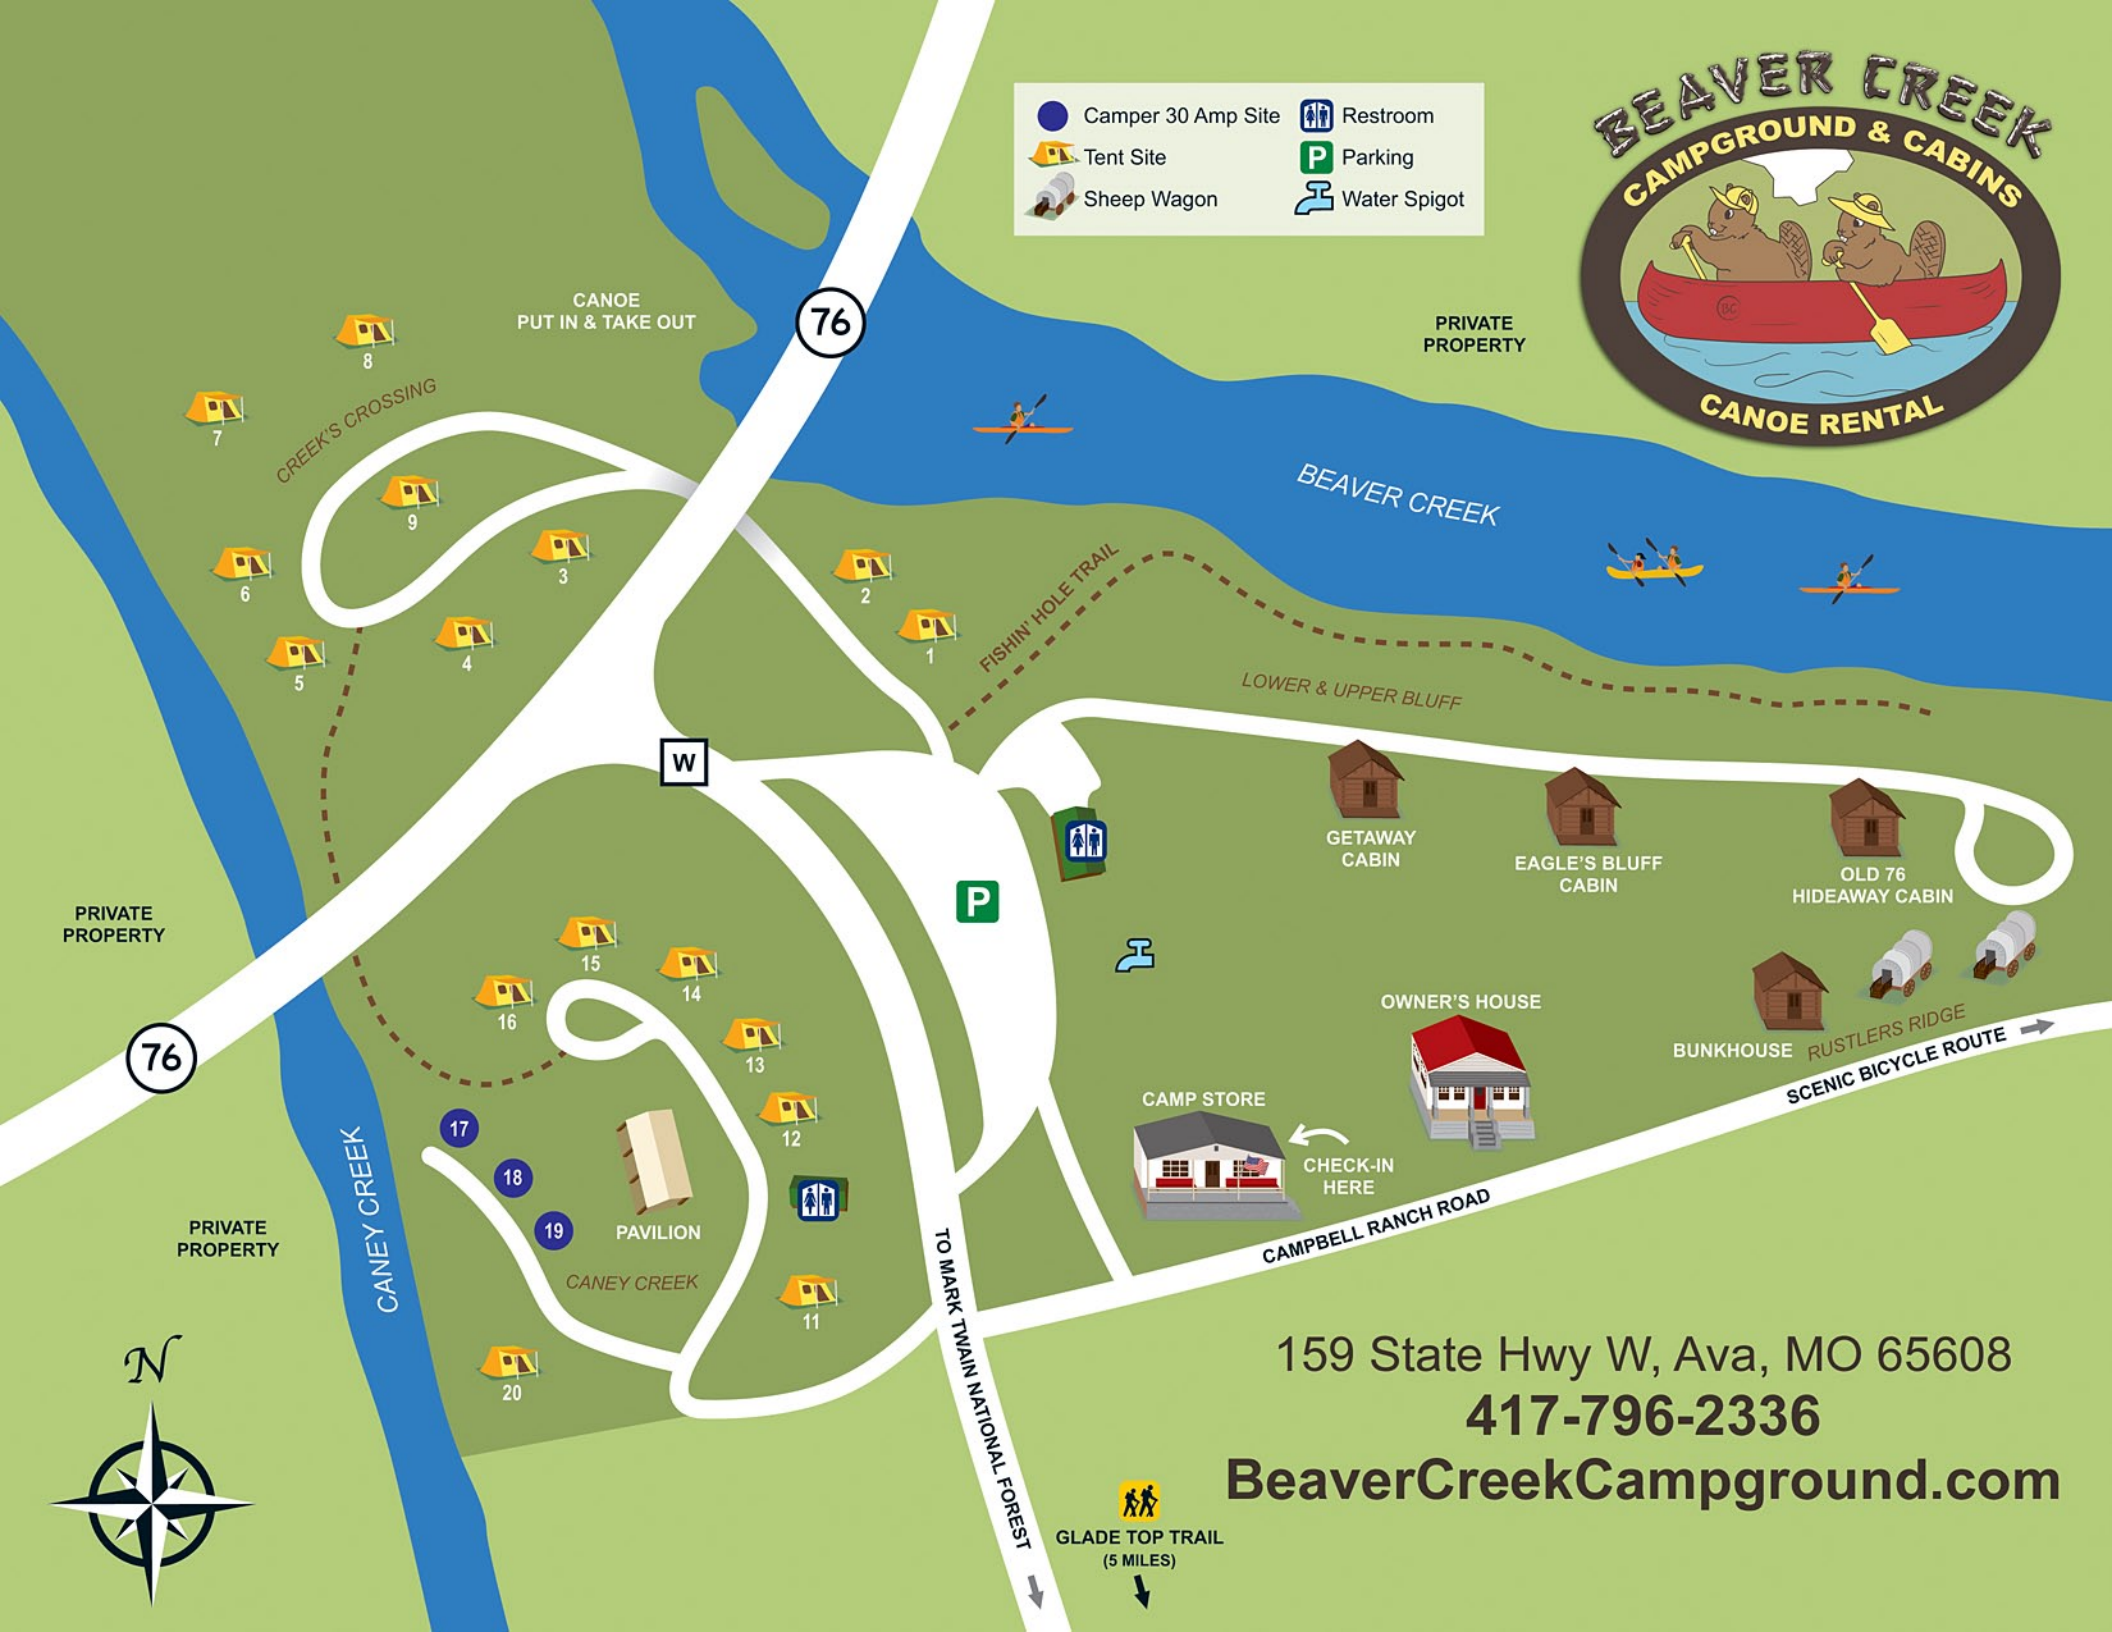 BEAVER CREEK
CAMPGROUND & CABINS
BC
CANOE RENTAL
Camper 30 Amp Site
Restroom
Tent Site
P
Parking
Sheep Wagon
Water Spigot
PRIVATE
PROPERTY
CANOE
PUT IN & TAKE OUT
76
8
7
CREEK'S CROSSING
9
6
3
5
4
2
1
BEAVER CREEK
FISHIN' HOLE TRAIL
LOWER & UPPER BLUFF
W
P
GETAWAY
CABIN
EAGLE'S BLUFF
CABIN
OLD 76
HIDEAWAY CABIN
PRIVATE
PROPERTY
15
14
16
13
12
76
17
18
19
PAVILION
CANEY CREEK
11
20
CANEY CREEK
PRIVATE
PROPERTY
OWNER'S HOUSE
BUNKHOUSE
RUSTLERS RIDGE
SCENIC BICYCLE ROUTE
CAMP STORE
CHECK-IN
HERE
CAMPBELL RANCH ROAD
TO MARK TWAIN NATIONAL FOREST
N
GLADE TOP TRAIL
(5 MILES)
159 State Hwy W, Ava, MO 65608
417-796-2336
BeaverCreekCampground.com